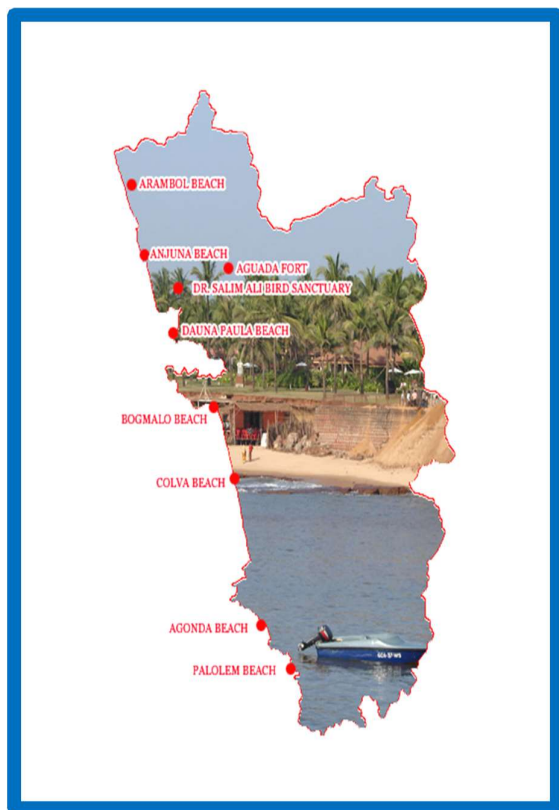 ARAMBOL BEACH
ANJUNA BEACH
AGUADA FORT
DR. SALIM ALI BIRD SANCTUARY
DAUNA PAULA BEACH
BOGMALO BEACH
COLVA BEACH
AGONDA BEACH
PALOLEM BEACH